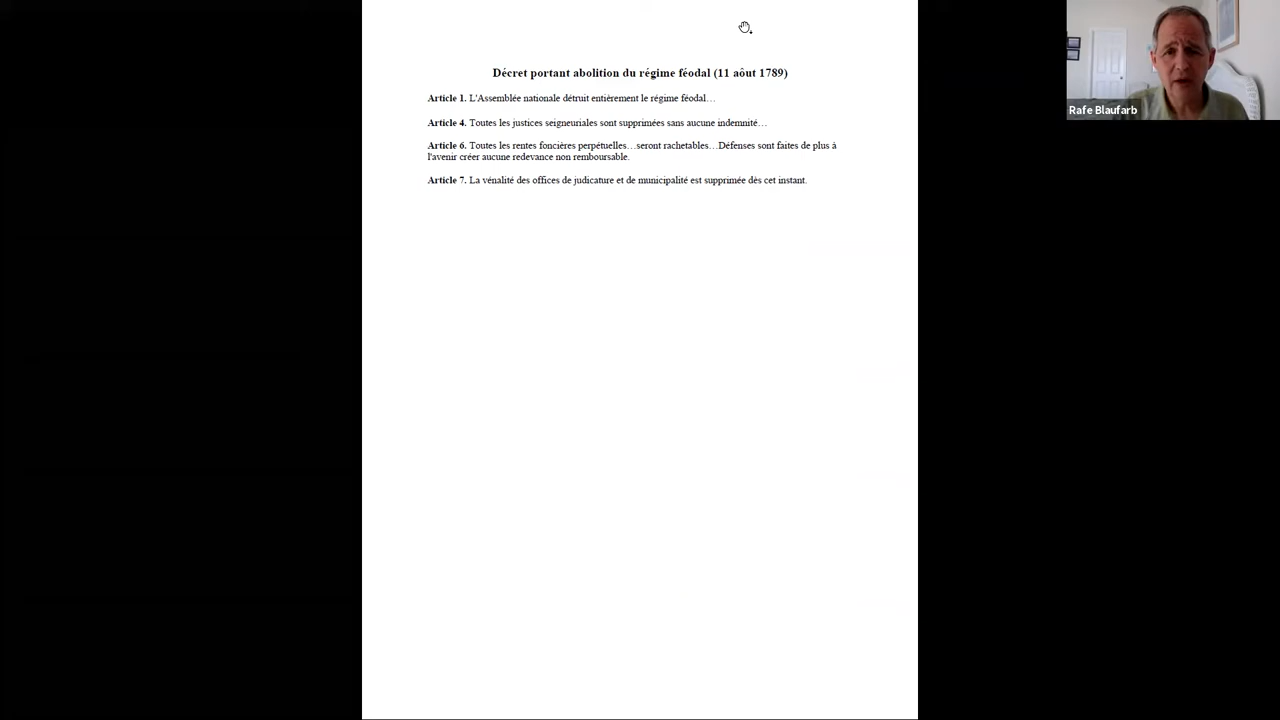 Décret portant abolition du régime féodal (11 aôut 1789)
Article 1. L'Assemblée nationale détruit entièrement le régime féodal…
Article 4. Toutes les justices seigneuriales sont supprimées sans aucune indemnité…
Article 6. Toutes les rentes foncières perpétuelles…seront rachetables…Défenses sont faites de plus à
l'avenir créer aucune redevance non remboursable.
Article 7. La vénalité des offices de judicature et de municipalité est supprimée dès cet instant.
Rafe Blaufarb